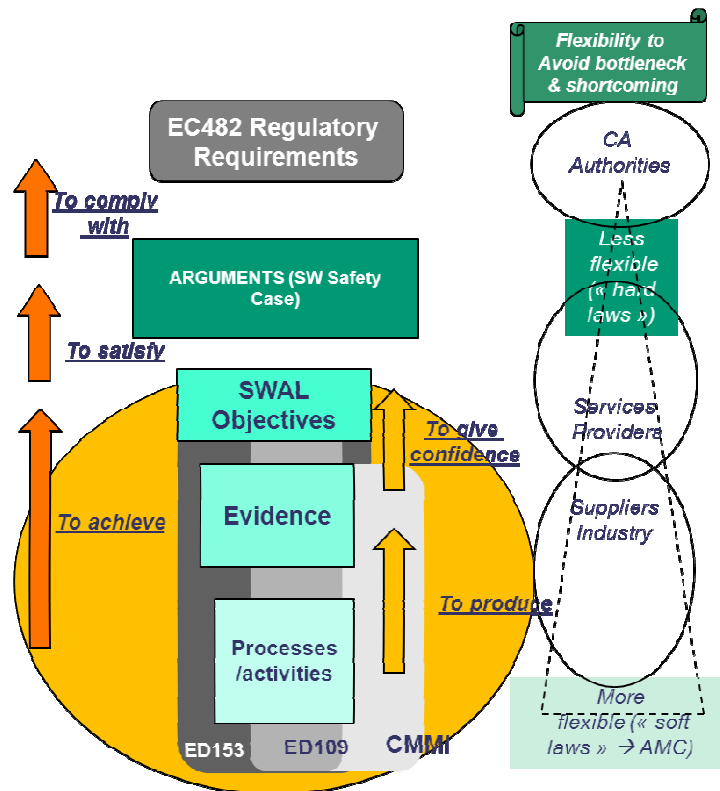 Flexibility to
Avoid bottleneck
& shortcoming
EC482 Regulatory
Requirements
CA
Authorities
To comply
with
Less
flexible
(« hard
laws »)
ARGUMENTS (SW Safety
Case)
To satisfy
SWAL
Objectives
Services
Providers
To give
confidence
Evidence
To achieve
Suppliers
Industry
To produce
Processes
/activities
More
flexible (« soft
laws » → AMC)
ED153
ED109
CMMI